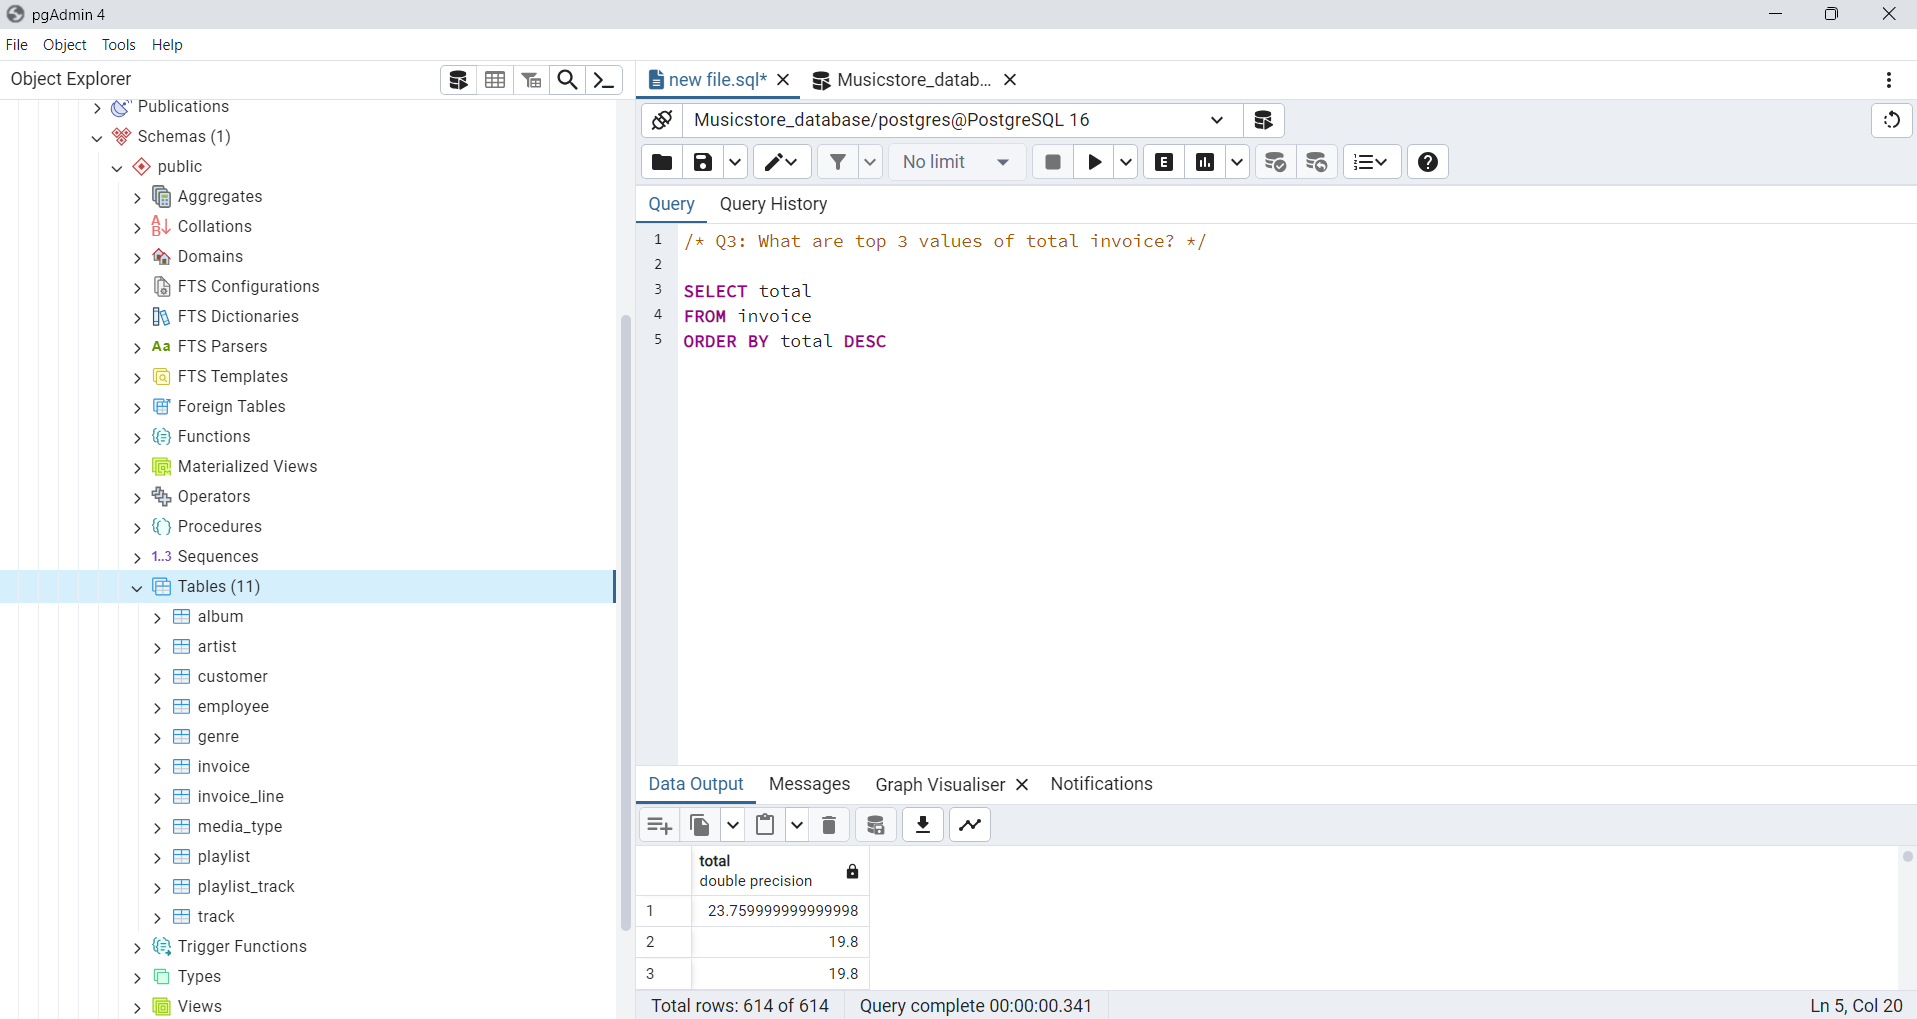 pgAdmin 4
File Object Tools Help
Object Explorer
Publications
Schemas (1)
public
Aggregates
Collations
Domains
FTS Configurations
FTS Dictionaries
Aa FTS Parsers
FTS Templates
Foreign Tables
Functions
Materialized Views
Operators
Procedures
1..3 Sequences
Tables (11)
album
artist
customer
employee
genre
invoice
invoice_line
media_type
playlist
playlist_track
track
Trigger Functions
Types
Views
new file.sql* Musicstore_datab...
Musicstore_database/postgres@PostgreSQL 16
No limit E
Query Query History
1 /* Q3: What are top 3 values of total invoice? */
2
3 SELECT total
4 FROM invoice
5 ORDER BY total DESC
Data Output Messages Graph Visualiser Notifications
total
double precision
1 23.759999999999998
2 19.8
3 19.8
Total rows: 614 of 614 Query complete 00:00:00.341 Ln 5, Col 20